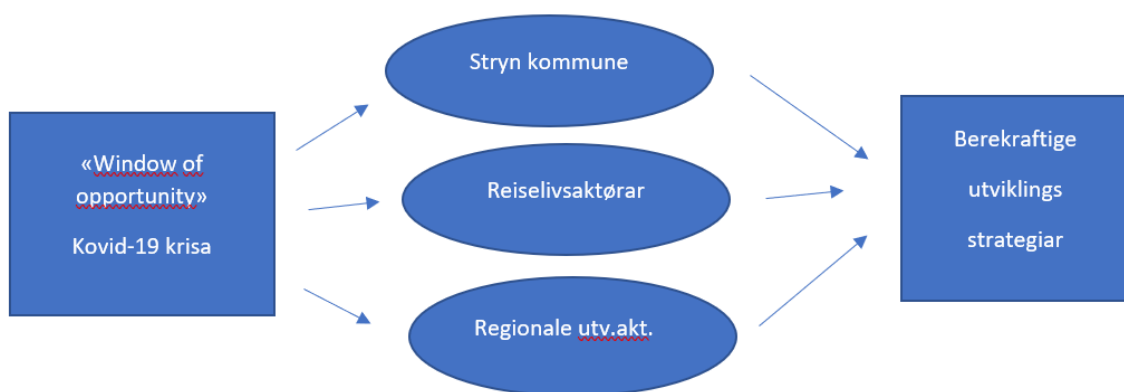 «Window of
opportunity»
Kovid-19 krisa
Stryn kommune
Reiselivsaktørar
Regionale utv.akt.
Berekraftige
utviklings
strategiar